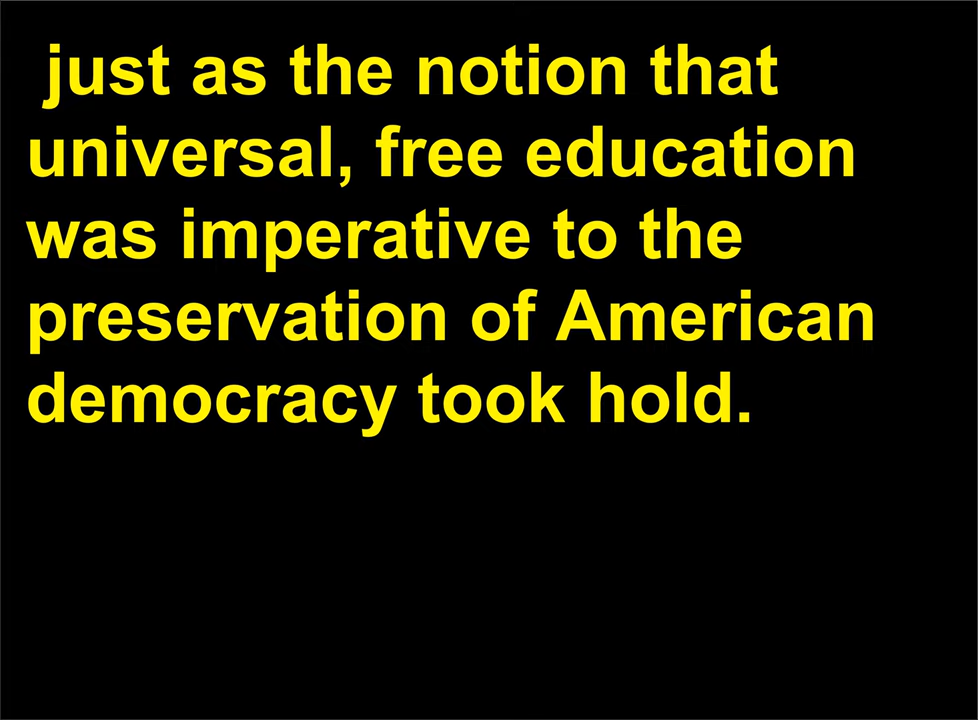 just as the notion that
universal, free education
was imperative to the
preservation of American
democracy took hold.